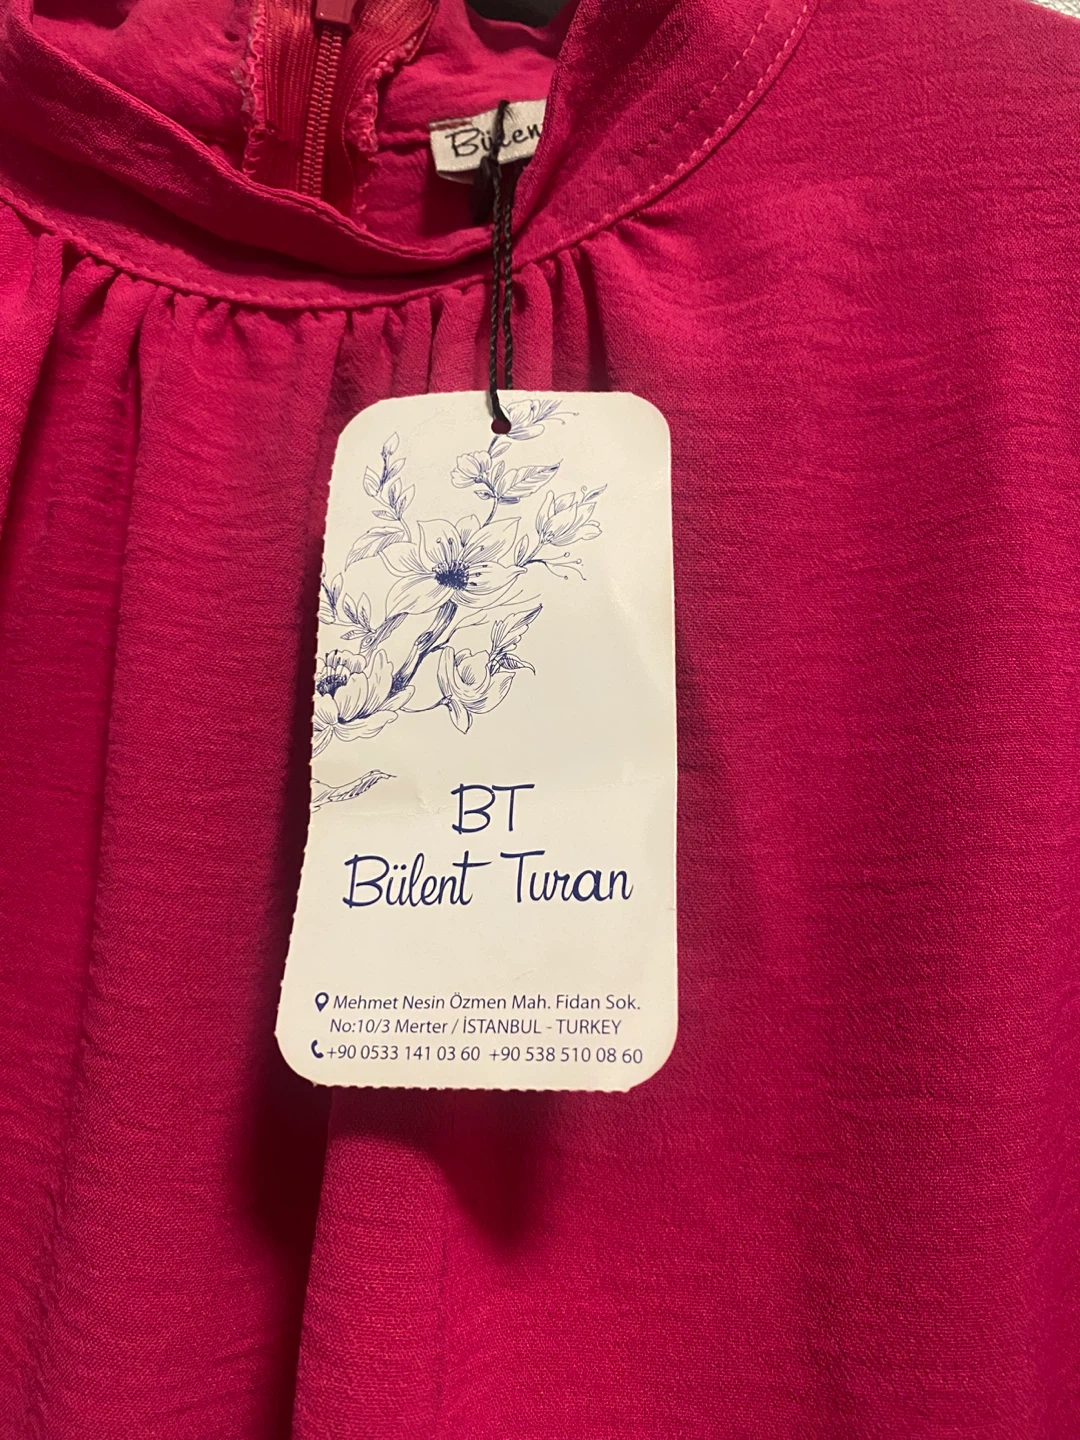 BT
Bülent Turan
Mehmet Nesin Özmen Mah. Fidan Sok.
No:10/3 Merter / İSTANBUL - TURKEY
+90 0533 141 03 60 +90 538 510 08 60